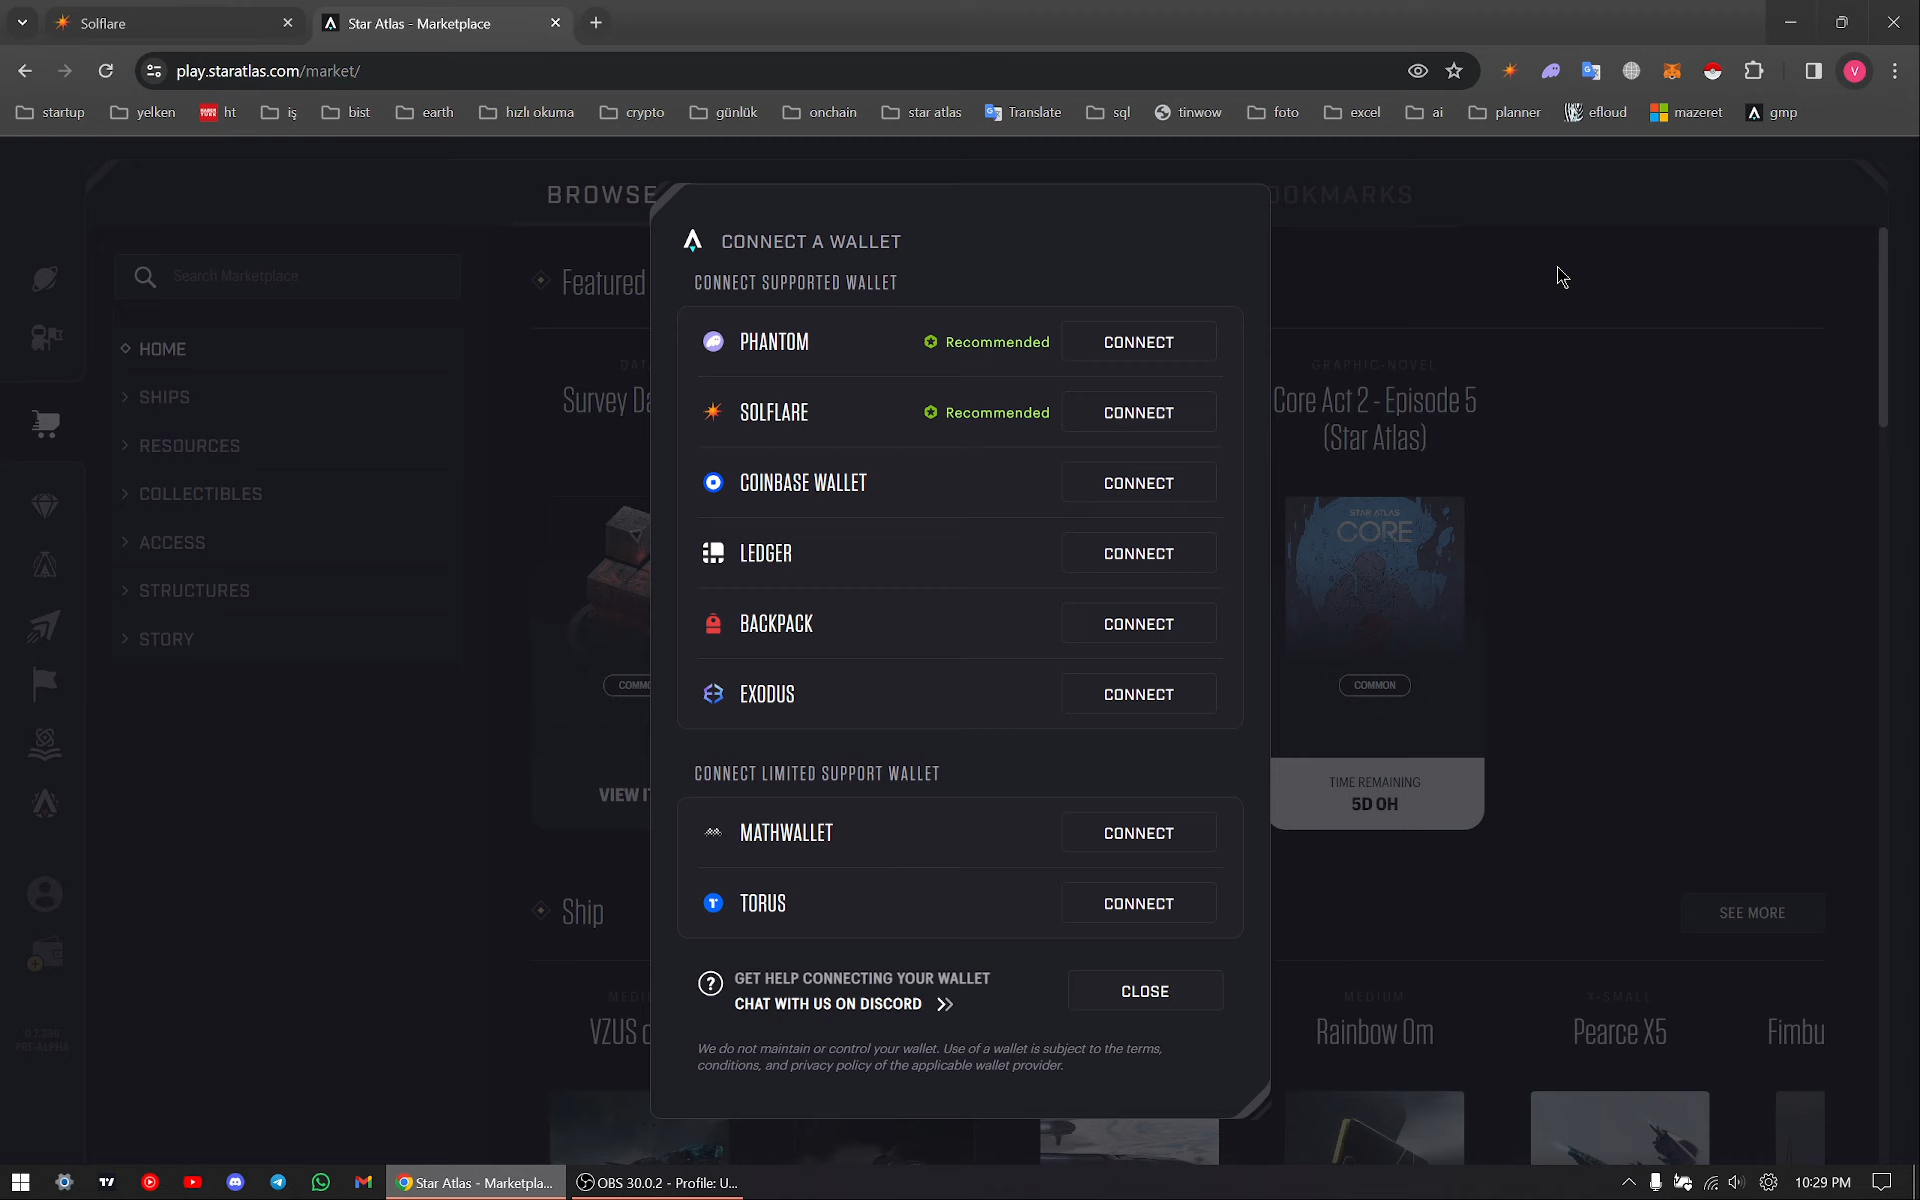 Solflare
Star Atlas - Marketplace
play.staratlas.com/market/
V
startup
yelken
ht
iş
bist
earth
hızlı okuma
crypto
günlük
onchain
star atlas
Translate
sql
tinwow
foto
excel
ai
planner
efloud
mazeret
gmp
BROWSE
OKMARKS
Search Marketplace
HOME
SHIPS
RESOURCES
COLLECTIBLES
ACCESS
STRUCTURES
STORY
PRE-ALPHA
Featured
Survey Da
VIEW IT
CONNECT A WALLET
CONNECT SUPPORTED WALLET
PHANTOM
Recommended
CONNECT
SOLFLARE
Recommended
CONNECT
COINBASE WALLET
CONNECT
LEDGER
CONNECT
BACKPACK
CONNECT
EXODUS
CONNECT
CONNECT LIMITED SUPPORT WALLET
MATHWALLET
CONNECT
TORUS
CONNECT
GET HELP CONNECTING YOUR WALLET
CHAT WITH US ON DISCORD
CLOSE
We do not maintain or control your wallet. Use of a wallet is subject to the terms,
conditions, and privacy policy of the applicable wallet provider.
GRAPHIC-NOVEL
Core Act 2 - Episode 5
(Star Atlas)
STAR ATLAS
CORE
COMMON
TIME REMAINING
5D 0H
Ship
SEE MORE
VZUS
MEDIUM
Rainbow Om
X-SMALL
Pearce X5
Fimbu
Star Atlas - Marketpla...
OBS 30.0.2 - Profile: U...
10:29 PM